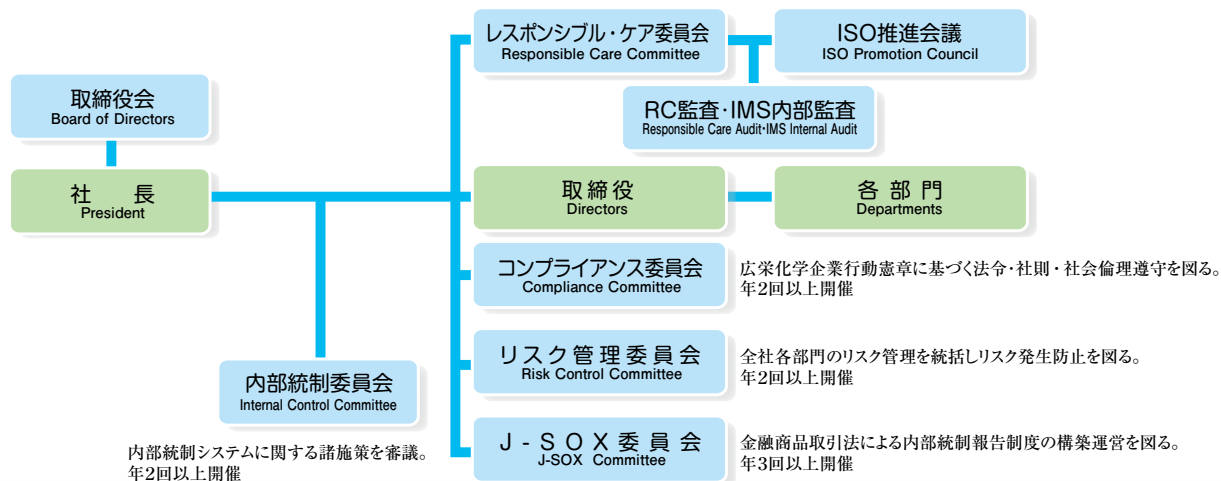 レスポンシブル・ケア委員会
Responsible Care Committee
ISO推進会議
ISO Promotion Council
取締役会
Board of Directors
RC監査・IMS内部監査
Responsible Care Audit・IMS Internal Audit
社　長
President
取締役
Directors
各部門
Departments
コンプライアンス委員会
Compliance Committee
広栄化学企業行動憲章に基づく法令・社則・社会倫理遵守を図る。
年2回以上開催
リスク管理委員会
Risk Control Committee
全社各部門のリスク管理を統括しリスク発生防止を図る。
年2回以上開催
内部統制委員会
Internal Control Committee
内部統制システムに関する諸施策を審議。
年2回以上開催
J-SOX委員会
J-SOX Committee
金融商品取引法による内部統制報告制度の構築運営を図る。
年3回以上開催